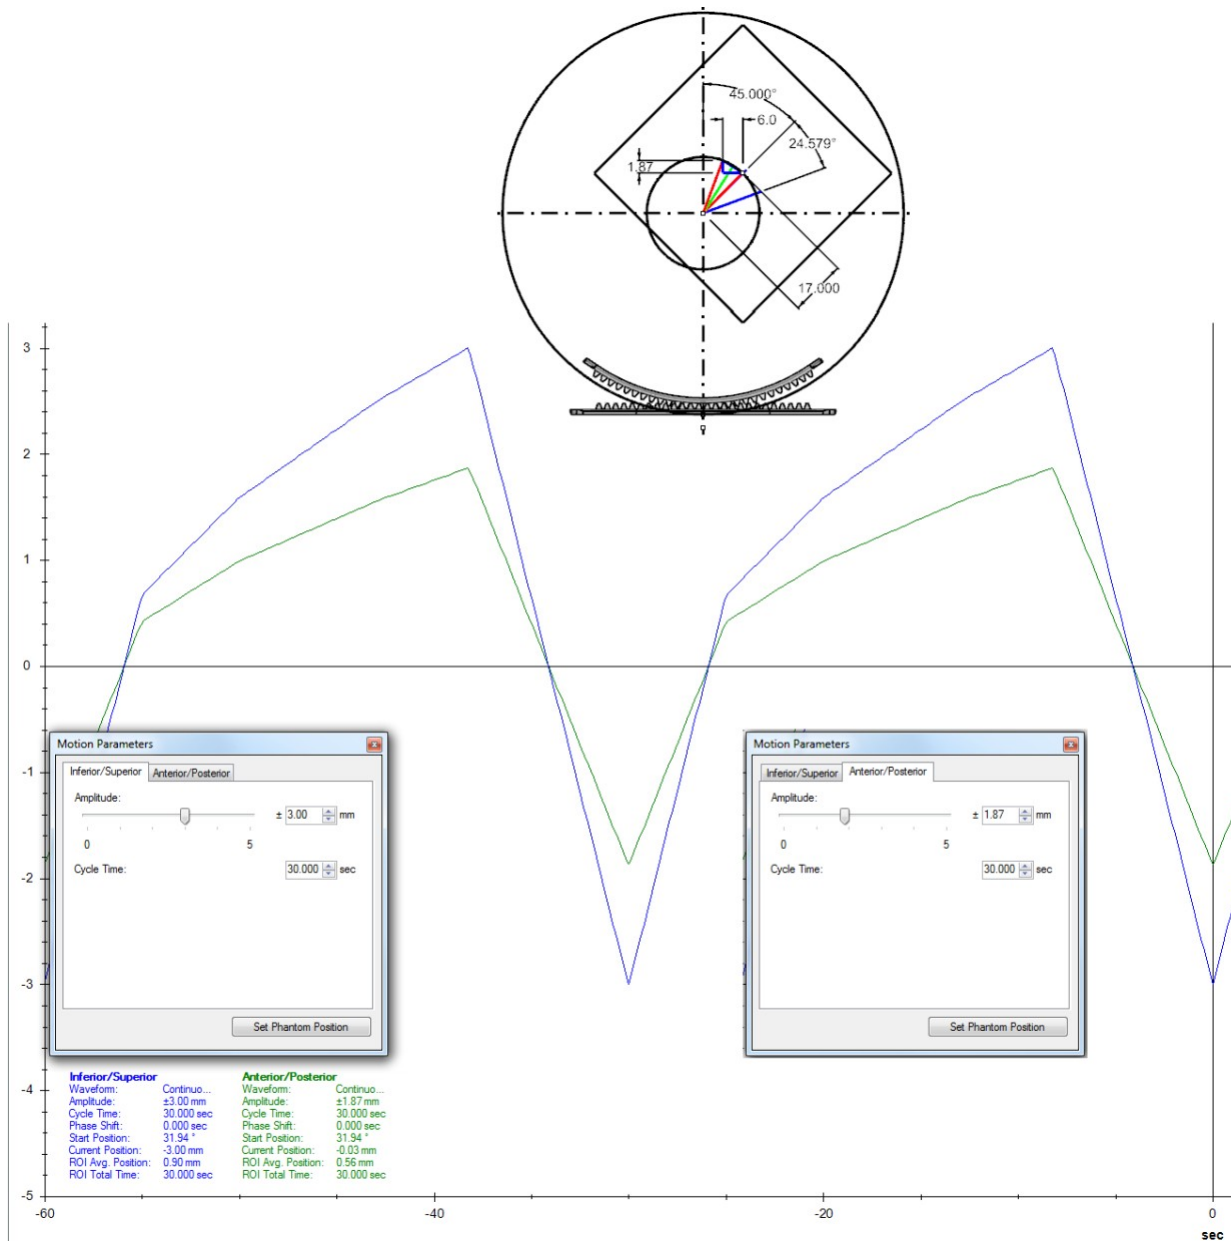 45.000°
6.0
24.579°
1.87
17.000
3
2
1
0
-1
-2
-3
-4
-5
Motion Parameters
Inferior/Superior Anterior/Posterior
Amplitude:
± 3.00 mm
0 5
Cycle Time: 30.000 sec
Set Phantom Position
Motion Parameters
Inferior/Superior Anterior/Posterior
Amplitude:
± 1.87 mm
0 5
Cycle Time: 30.000 sec
Set Phantom Position
Inferior/Superior
Waveform: Continuo...
Amplitude: ±3.00 mm
Cycle Time: 30.000 sec
Phase Shift: 0.000 sec
Start Position: 31.94 °
Current Position: -3.00 mm
ROI Avg. Position: 0.90 mm
ROI Total Time: 30.000 sec
Anterior/Posterior
Waveform: Continuo...
Amplitude: ±1.87 mm
Cycle Time: 30.000 sec
Phase Shift: 0.000 sec
Start Position: 31.94 °
Current Position: -0.03 mm
ROI Avg. Position: 0.56 mm
ROI Total Time: 30.000 sec
-60 -40 -20 0
sec